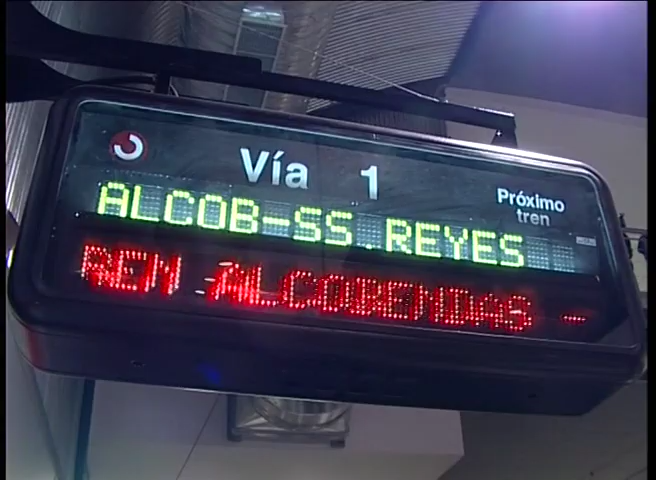 Vía 1
Próximo
tren
ALCOB-SS.REYES
REN ALCOBENDAS -